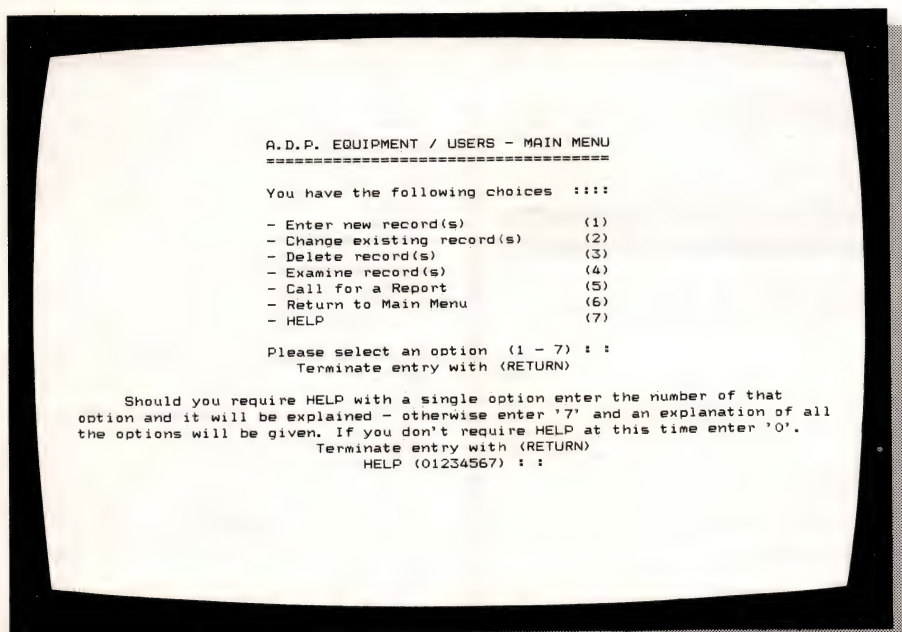 A.D.P. EQUIPMENT / USERS - MAIN MENU
====================================
You have the following choices ::::
- Enter new record(s) (1)
- Change existing record(s) (2)
- Delete record(s) (3)
- Examine record(s) (4)
- Call for a Report (5)
- Return to Main Menu (6)
- HELP (7)
Please select an option (1 - 7) : :
Terminate entry with <RETURN>
Should you require HELP with a single option enter the number of that
option and it will be explained - otherwise enter '7' and an explanation of all
the options will be given. If you don't require HELP at this time enter '0'.
Terminate entry with <RETURN>
HELP (01234567) : :